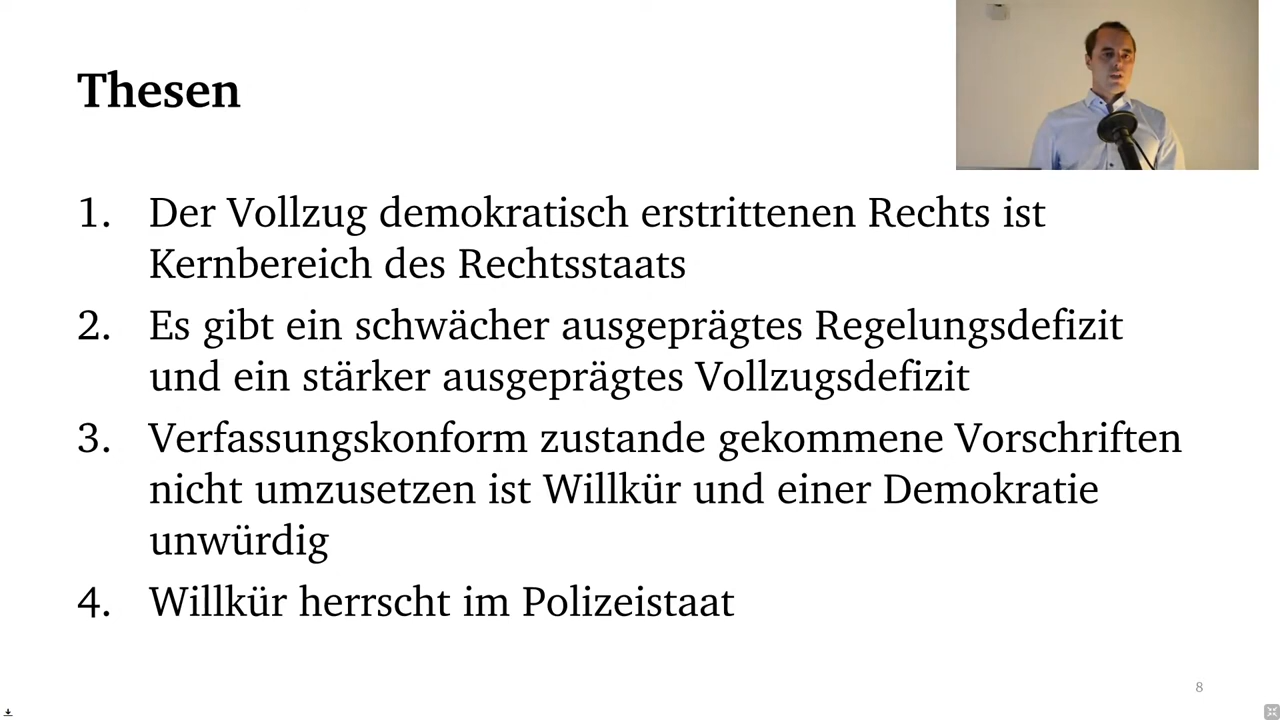 Thesen
1. Der Vollzug demokratisch erstrittenen Rechts ist
Kernbereich des Rechtsstaats
2. Es gibt ein schwächer ausgeprägtes Regelungsdefizit
und ein stärker ausgeprägtes Vollzugsdefizit
3. Verfassungskonform zustande gekommene Vorschriften
nicht umzusetzen ist Willkür und einer Demokratie
unwürdig
4. Willkür herrscht im Polizeistaat
8